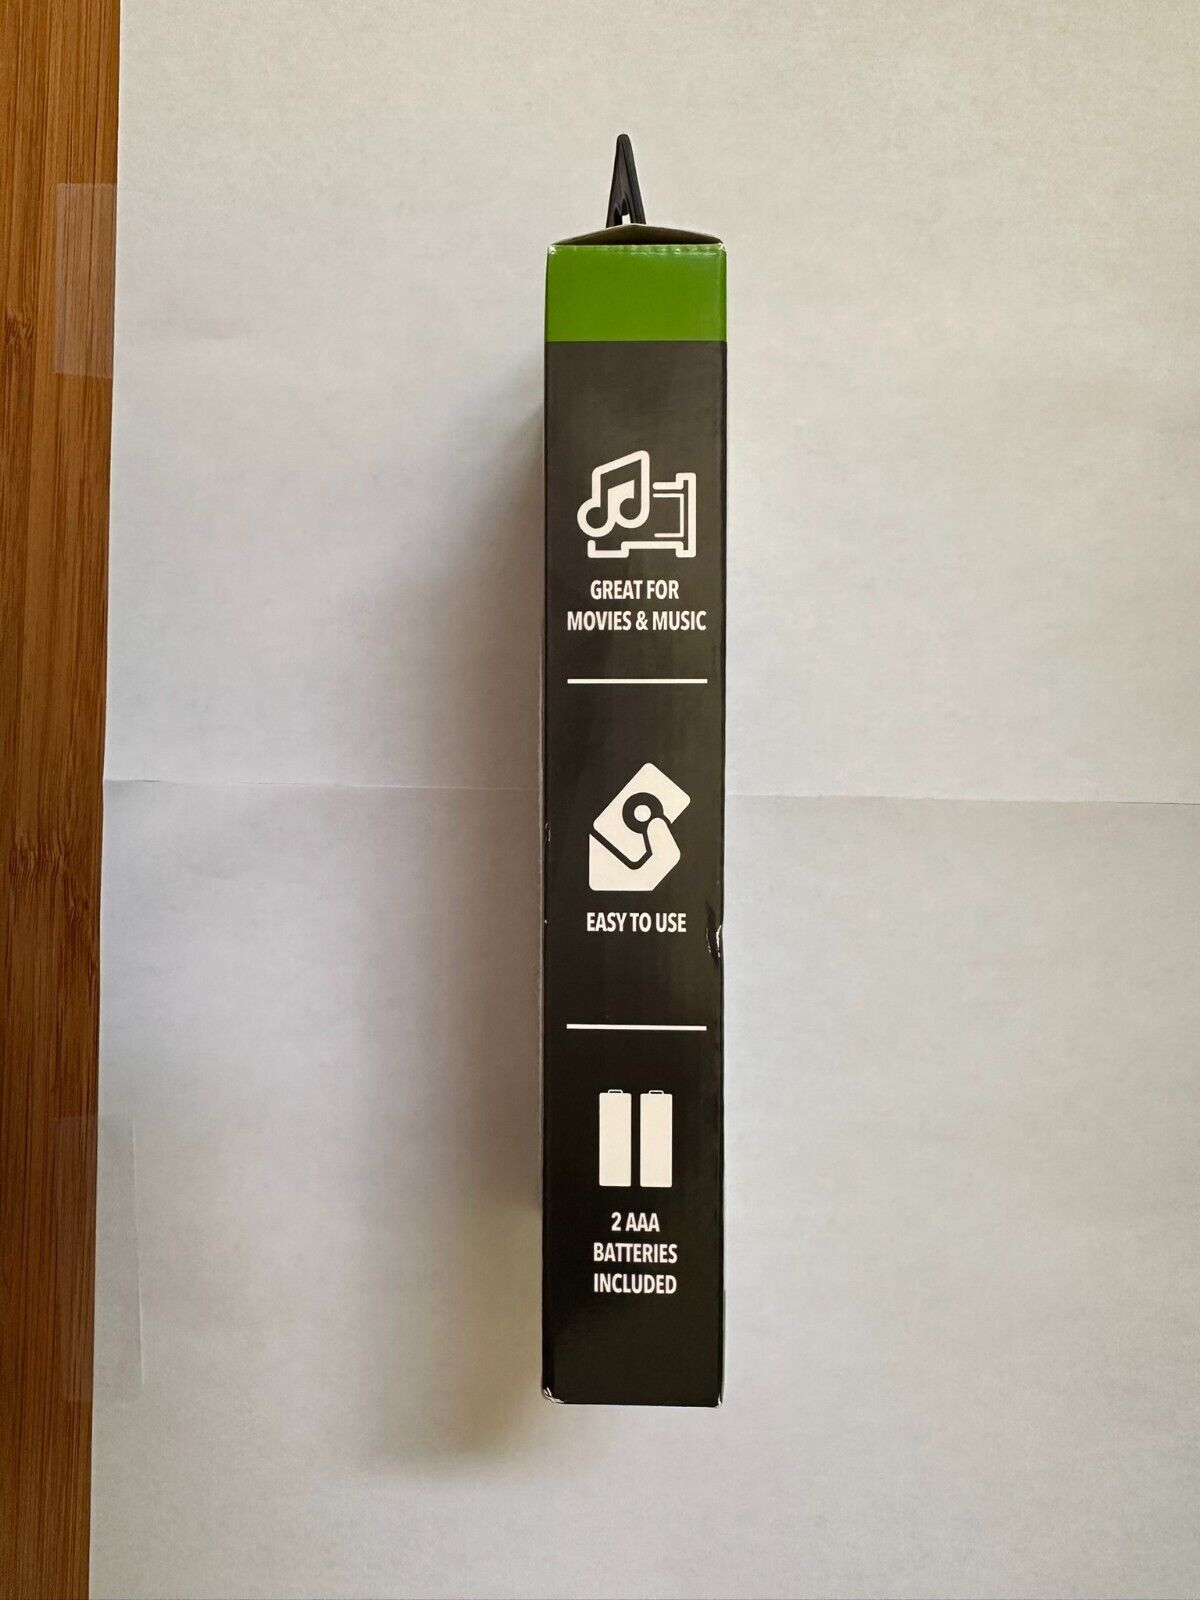 GREAT FOR
MOVIES & MUSIC
EASY TO USE
2 AAA
BATTERIES
INCLUDED